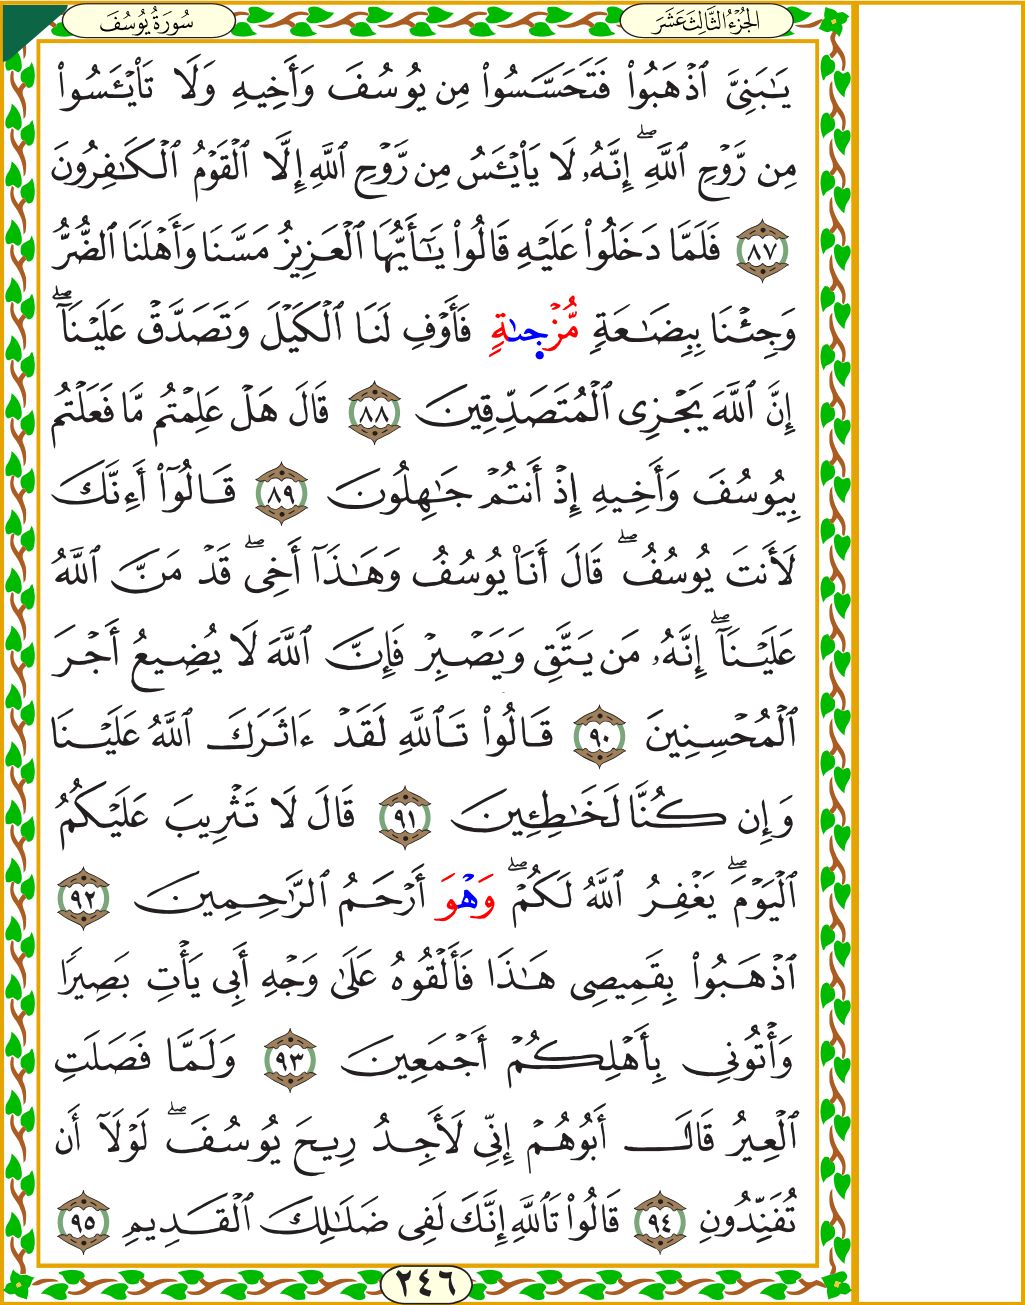 الجُزْءُ الثَّالِثَ عَشَرَ
سُورَةُ يُوسُفَ
يَٰبَنِىَّ ٱذْهَبُوا۟ فَتَحَسَّسُوا۟ مِن يُوسُفَ وَأَخِيهِ وَلَا تَا۟يْـَٔسُوا۟
مِن رَّوْحِ ٱللَّهِۖ إِنَّهُۥ لَا يَا۟يْـَٔسُ مِن رَّوْحِ ٱللَّهِ إِلَّا ٱلْقَوْمُ ٱلْكَٰفِرُونَ
٨٧ فَلَمَّا دَخَلُوا۟ عَلَيْهِ قَالُوا۟ يَٰٓأَيُّهَا ٱلْعَزِيزُ مَسَّنَا وَأَهْلَنَا ٱلضُّرُّ
وَجِئْنَا بِبِضَٰعَةٍ مُّزْجىٰةٍ فَأَوْفِ لَنَا ٱلْكَيْلَ وَتَصَدَّقْ عَلَيْنَآۖ
إِنَّ ٱللَّهَ يَجْزِى ٱلْمُتَصَدِّقِينَ ٨٨ قَالَ هَلْ عَلِمْتُم مَّا فَعَلْتُم
بِيُوسُفَ وَأَخِيهِ إِذْ أَنتُمْ جَٰهِلُونَ ٨٩ قَالُوٓا۟ أَءِنَّكَ
لَأَنتَ يُوسُفُۖ قَالَ أَنَا۠ يُوسُفُ وَهَٰذَآ أَخِىۖ قَدْ مَنَّ ٱللَّهُ
عَلَيْنَآۖ إِنَّهُۥ مَن يَتَّقِ وَيَصْبِرْ فَإِنَّ ٱللَّهَ لَا يُضِيعُ أَجْرَ
ٱلْمُحْسِنِينَ ٩٠ قَالُوا۟ تَٱللَّهِ لَقَدْ ءَاثَرَكَ ٱللَّهُ عَلَيْنَا
وَإِن كُنَّا لَخَٰطِـِٔينَ ٩١ قَالَ لَا تَثْرِيبَ عَلَيْكُمُ
ٱلْيَوْمَۖ يَغْفِرُ ٱللَّهُ لَكُمْۖ وَهْوَ أَرْحَمُ ٱلرَّٰحِمِينَ ٩٢
ٱذْهَبُوا۟ بِقَمِيصِى هَٰذَا فَأَلْقُوهُ عَلَىٰ وَجْهِ أَبِى يَأْتِ بَصِيرًا
وَأْتُونِى بِأَهْلِكُمْ أَجْمَعِينَ ٩٣ وَلَمَّا فَصَلَتِ
ٱلْعِيرُ قَالَ أَبُوهُمْ إِنِّى لَأَجِدُ رِيحَ يُوسُفَۖ لَوْلَآ أَن
تُفَنِّدُونِ ٩٤ قَالُوا۟ تَٱللَّهِ إِنَّكَ لَفِى ضَلَٰلِكَ ٱلْقَدِيمِ ٩٥
٢٤٦